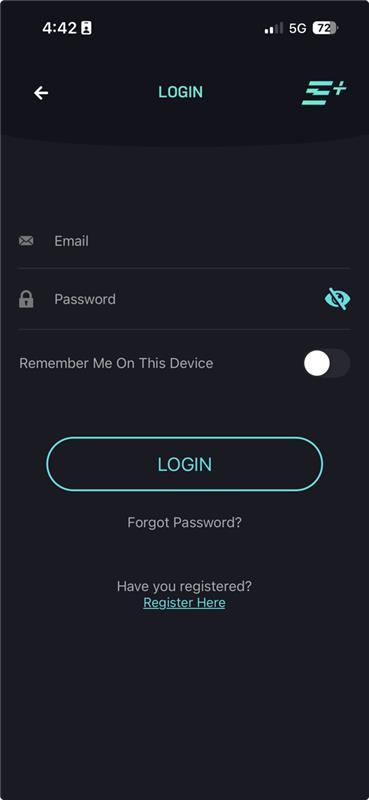 4:42
5G 72
LOGIN
Email
Password
Remember Me On This Device
LOGIN
Forgot Password?
Have you registered?
Register Here